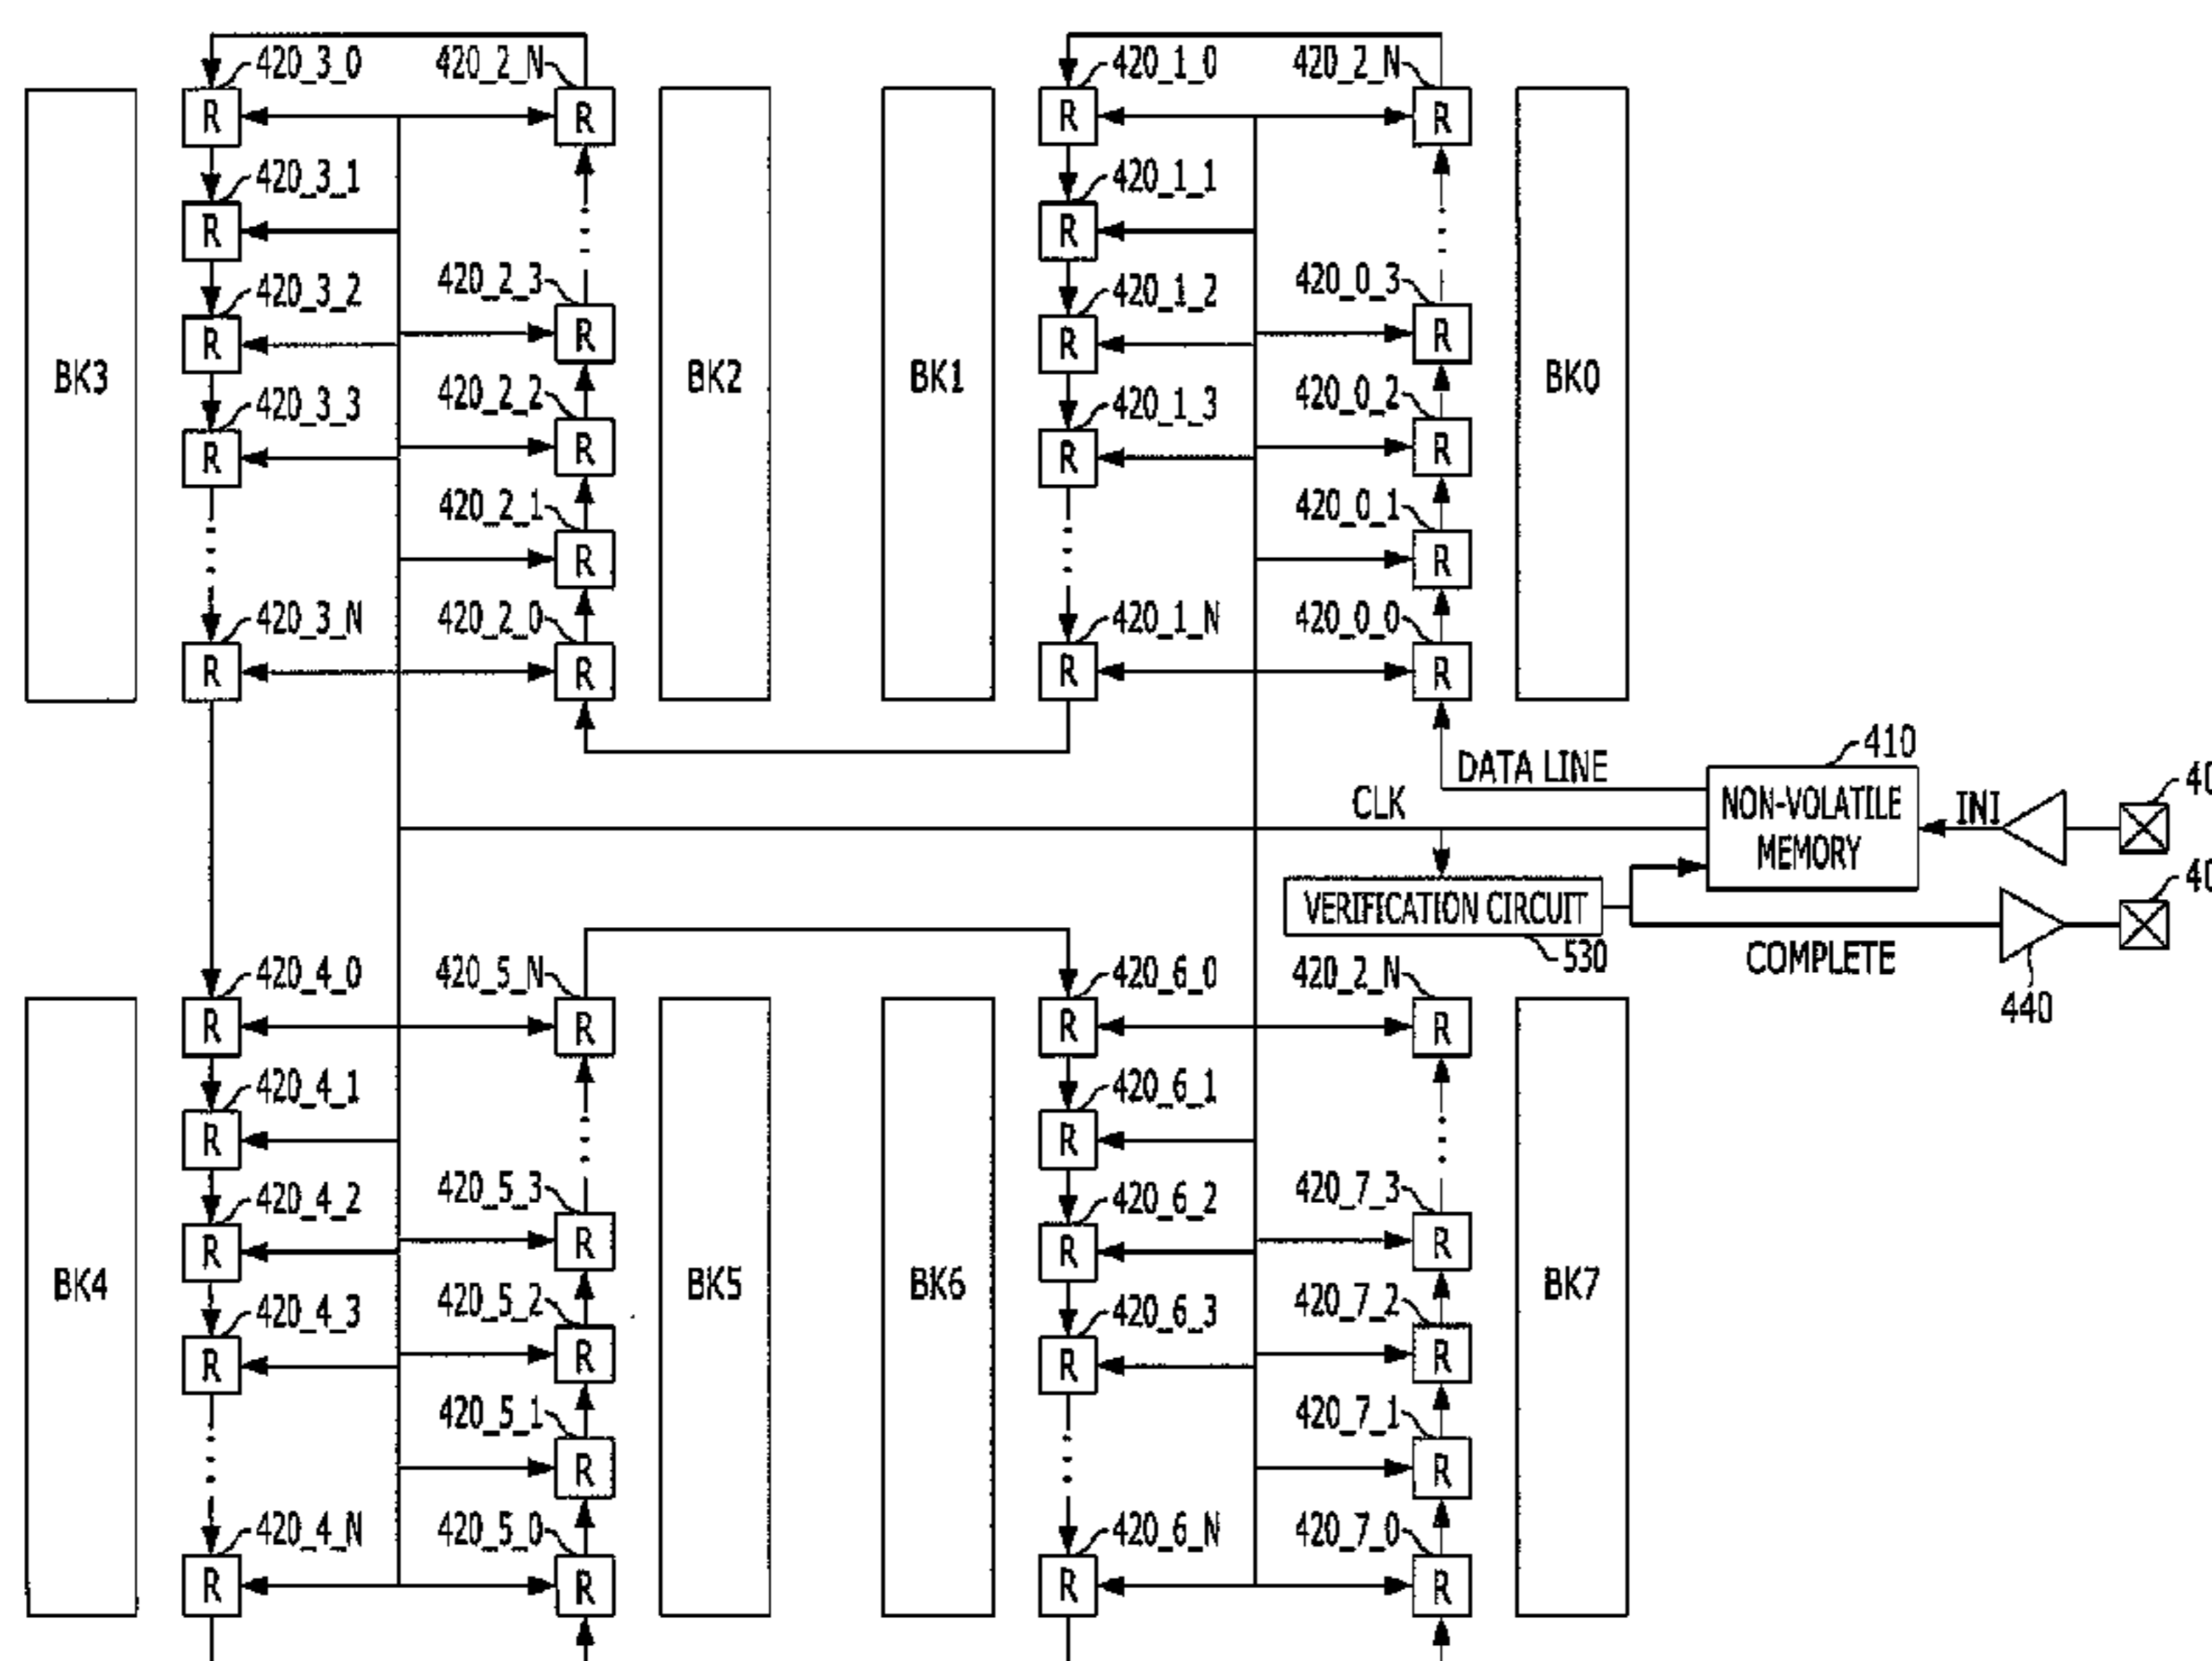 420_3_0 420_2_N 420_1_0 420_2_N
R R R R
420_3_1 420_1_1
R R
420_3_2 420_2_3 420_1_2 420_0_3
R R R R
BK3 BK2 BK1 BK0
420_3_3 420_2_2 420_1_3 420_0_2
R R R R
420_2_1 420_0_1
R R
420_3_N 420_2_0 420_1_N 420_0_0
R R R R
410
DATA LINE
CLK
NON-VOLATILE
MEMORY
INI
40
VERIFICATION CIRCUIT
530
COMPLETE
40
440
420_4_0 420_5_N 420_6_0 420_2_N
R R R R
420_4_1 420_6_1
R R
420_4_2 420_5_3 420_6_2 420_7_3
R R R R
BK4 BK5 BK6 BK7
420_4_3 420_5_2 420_6_3 420_7_2
R R R R
420_5_1 420_7_1
R R
420_4_N 420_5_0 420_6_N 420_7_0
R R R R